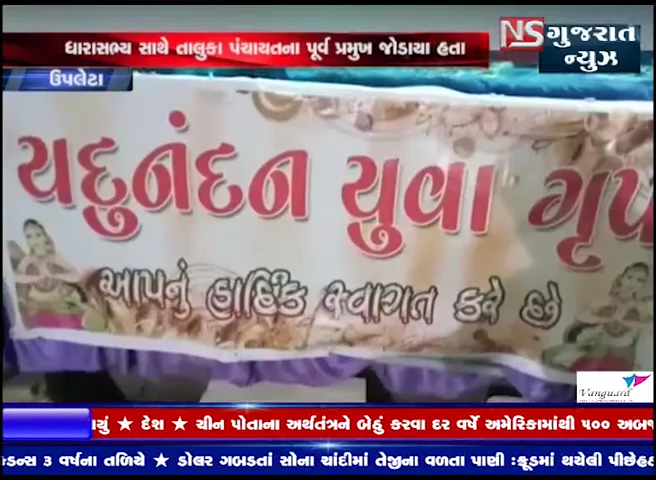 ધારાસભ્ય સાથે તાલુકા પંચાયતના પૂર્વ પ્રમુખ જોડાયા હતા
NS ગુજરાત
ન્યુઝ
ઉપલેટા
યદુનંદન યુવા ગૃપ
આપનું હાર્દિક સ્વાગત કરે છે
Vanguard
યું ★ દેશ ★ ચીન પોતાના અર્થતંત્રને બેહું કરવા દર વર્ષે અમેરિકામાંથી ૫૦૦ અબજ
ક્ડન્સ ૩ વર્ષના તળિયે ★ ડોલર ગબડતાં સોના ચાંદીમાં તેજીના વળતા પાણી :ક્રૂડમાં થયેલી પીછેહઠ